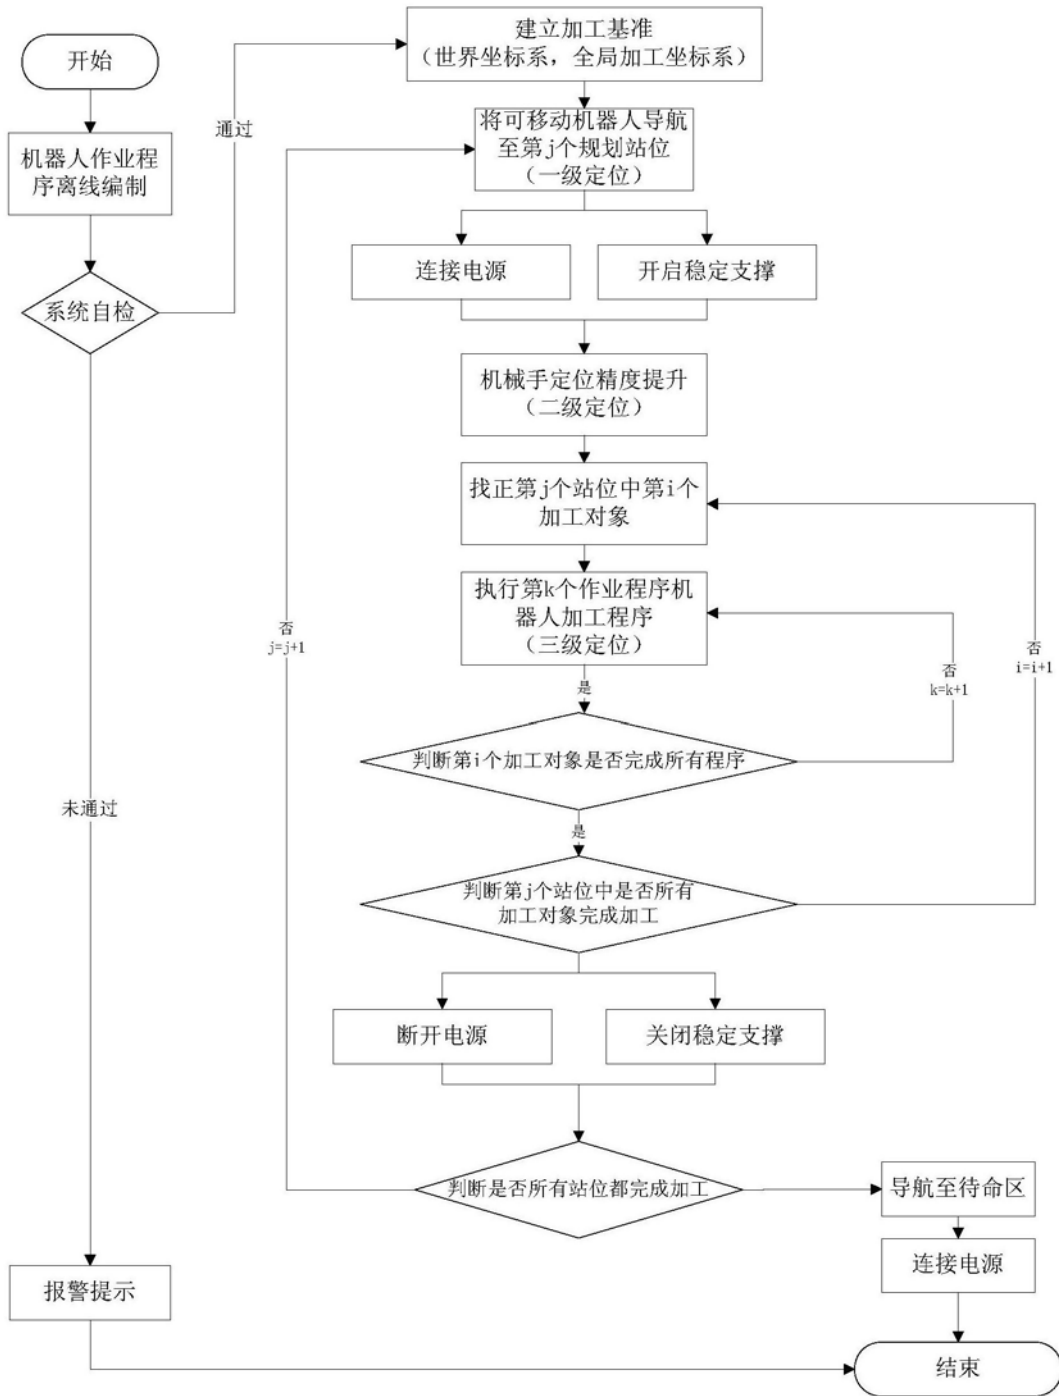 开始
机器人作业程
序离线编制
系统自检
通过
未通过
报警提示
建立加工基准
（世界坐标系，全局加工坐标系）
将可移动机器人导航
至第j个规划站位
（一级定位）
连接电源
开启稳定支撑
机械手定位精度提升
（二级定位）
找正第j个站位中第i个
加工对象
执行第k个作业程序机
器人加工程序
（三级定位）
是
判断第i个加工对象是否完成所有程序
否
k=k+1
是
判断第j个站位中是否所有
加工对象完成加工
否
i=i+1
断开电源
关闭稳定支撑
判断是否所有站位都完成加工
否
j=j+1
导航至待命区
连接电源
结束